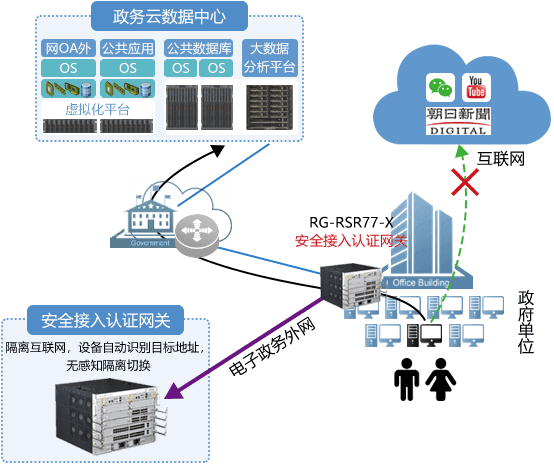 政务云数据中心
网OA外
公共应用
公共数据库
大数据
分析平台
OS
OS
OS
OS
虚拟化平台
You
Tube
朝日新聞
DIGITAL
互联网
Government
RG-RSR77-X
安全接入认证网关
Office Building
政府单位
电子政务外网
安全接入认证网关
隔离互联网，设备自动识别目标地址，
无感知隔离切换